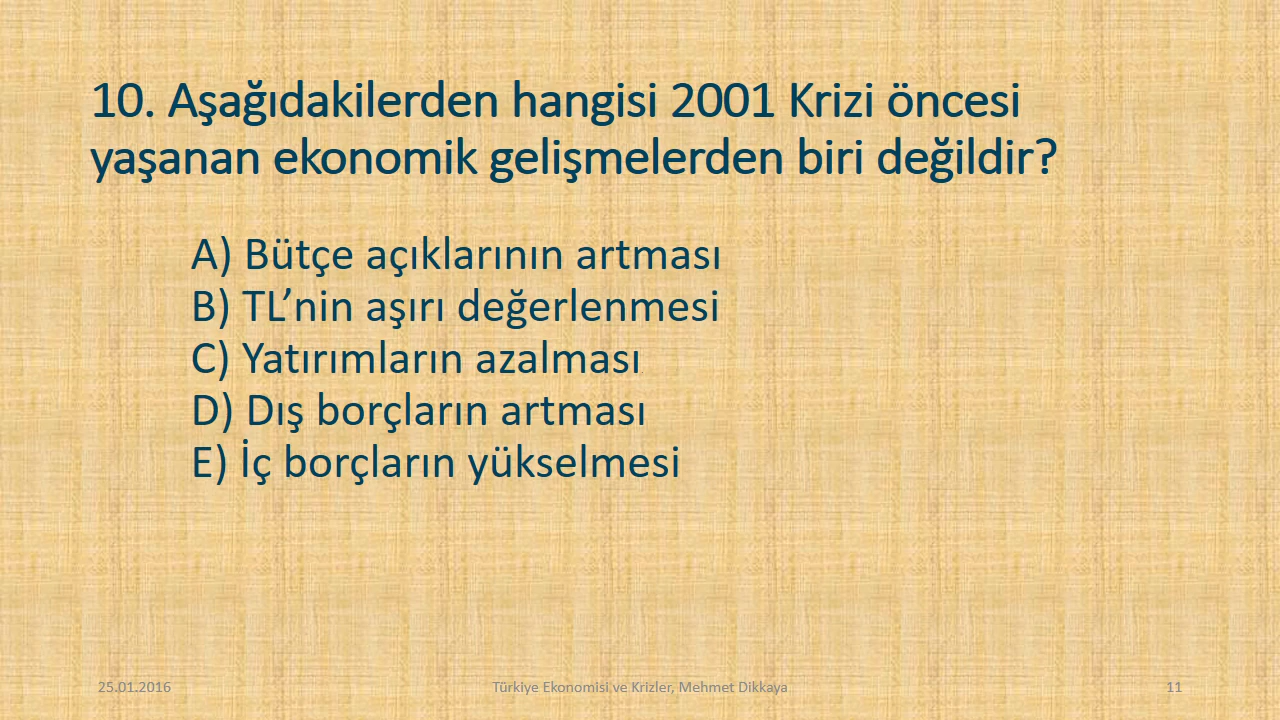 10. Aşağıdakilerden hangisi 2001 Krizi öncesi
yaşanan ekonomik gelişmelerden biri değildir?
A) Bütçe açıklarının artması
B) TL’nin aşırı değerlenmesi
C) Yatırımların azalması
D) Dış borçların artması
E) İç borçların yükselmesi
25.01.2016
Türkiye Ekonomisi ve Krizler, Mehmet Dikkaya
11